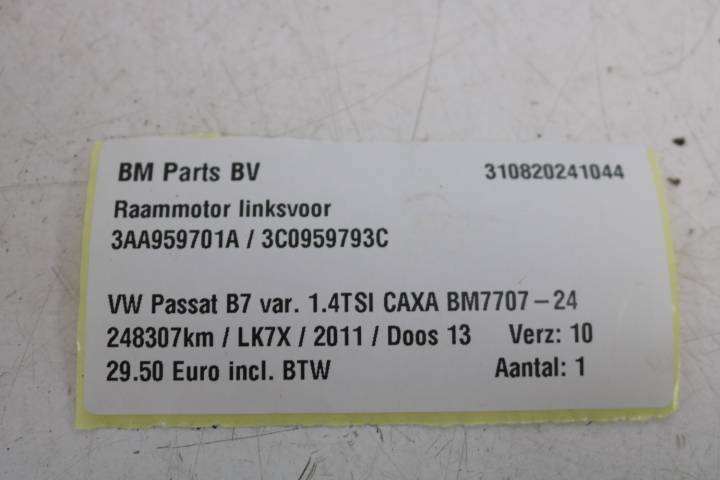 BM Parts BV 310820241044
Raammotor linksvoor
3AA959701A / 3C0959793C
VW Passat B7 var. 1.4TSI CAXA BM7707-24
248307km / LK7X / 2011 / Doos 13 Verz: 10
29.50 Euro incl. BTW Aantal: 1